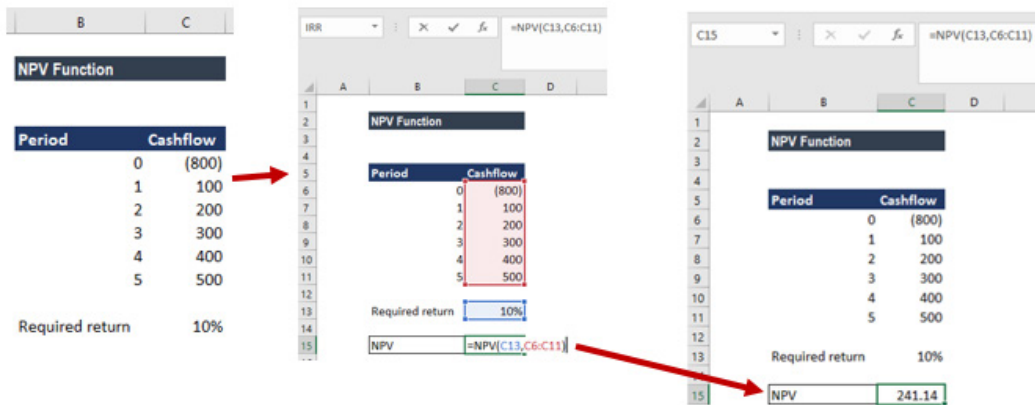 B C
NPV Function
Period Cashflow
0 (800)
1 100
2 200
3 300
4 400
5 500
Required return 10%
IRR fx =NPV(C13,C6:C11)
A B C D
1
2 NPV Function
3
4
5 Period Cashflow
6 0 (800)
7 1 100
8 2 200
9 3 300
10 4 400
11 5 500
12
13 Required return 10%
14
15 NPV =NPV(C13,C6:C11)
C15 fx =NPV(C13,C6:C11)
A B C D
1
2 NPV Function
3
4
5 Period Cashflow
6 0 (800)
7 1 100
8 2 200
9 3 300
10 4 400
11 5 500
12
13 Required return 10%
15 NPV 241.14